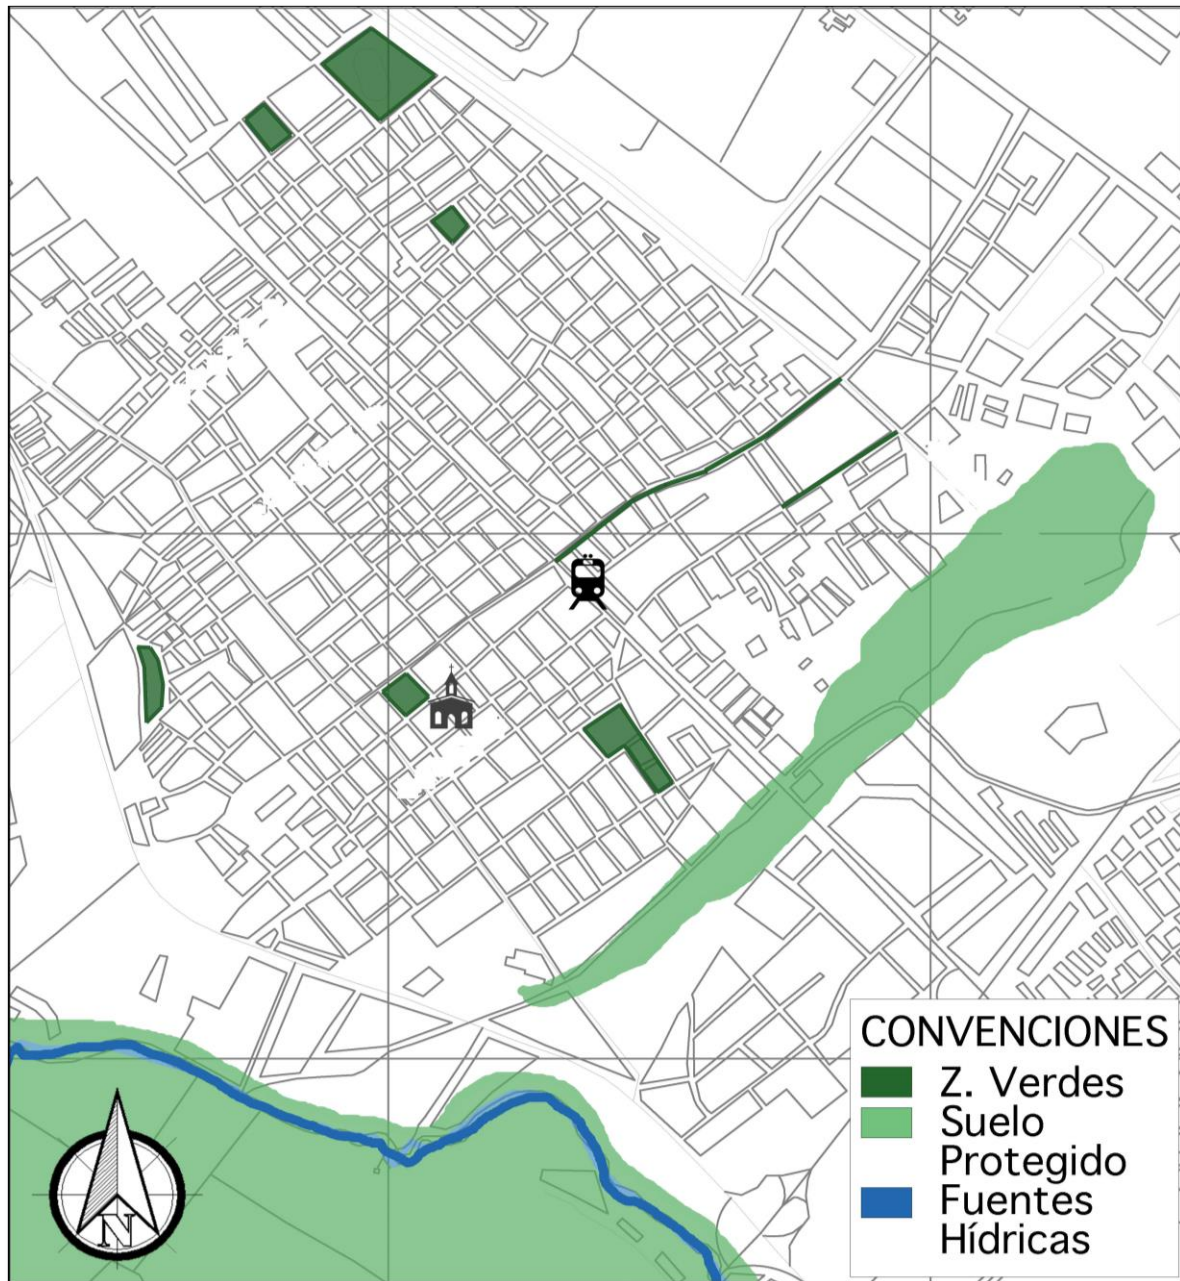 CONVENCIONES
Z. Verdes
Suelo
Protegido
Fuentes
Hídricas
N